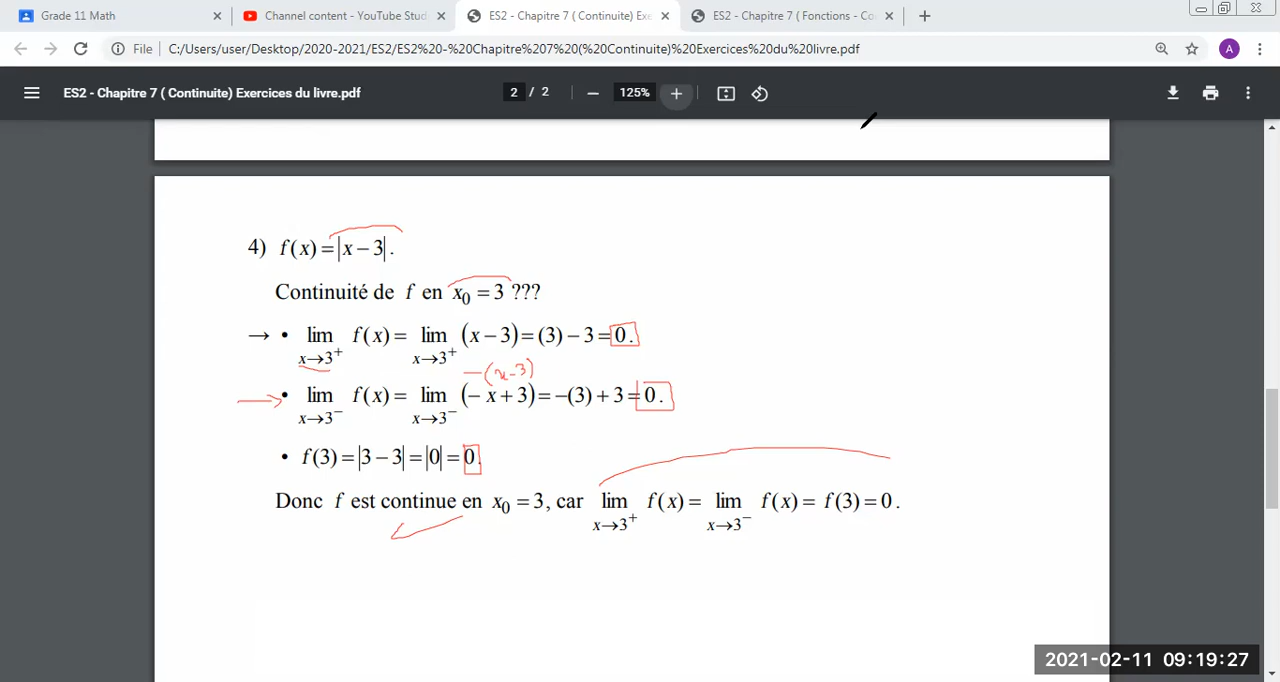 Grade 11 Math
Channel content - YouTube Studi
ES2 - Chapitre 7 (Continuite) Exe
ES2 - Chapitre 7 ( Fonctions - Co
File C:/Users/user/Desktop/2020-2021/ES2/ES2%20-%20Chapitre%207%20(%20Continuite)%20Exercices%20du%20livre.pdf
A
ES2 - Chapitre 7 ( Continuite) Exercices du livre.pdf
2 / 2
125%
4) f(x) = |x − 3| .
Continuité de f en x₀ = 3 ???
→ • lim x→3⁺ f(x) = lim x→3⁺ (x − 3) = (3) − 3 = 0 .
−(x−3)
• lim x→3⁻ f(x) = lim x→3⁻ (− x + 3) = −(3) + 3 = 0 .
• f(3) = |3 − 3| = |0| = 0.
Donc f est continue en x₀ = 3, car lim x→3⁺ f(x) = lim x→3⁻ f(x) = f(3) = 0 .
2021-02-11 09:19:27